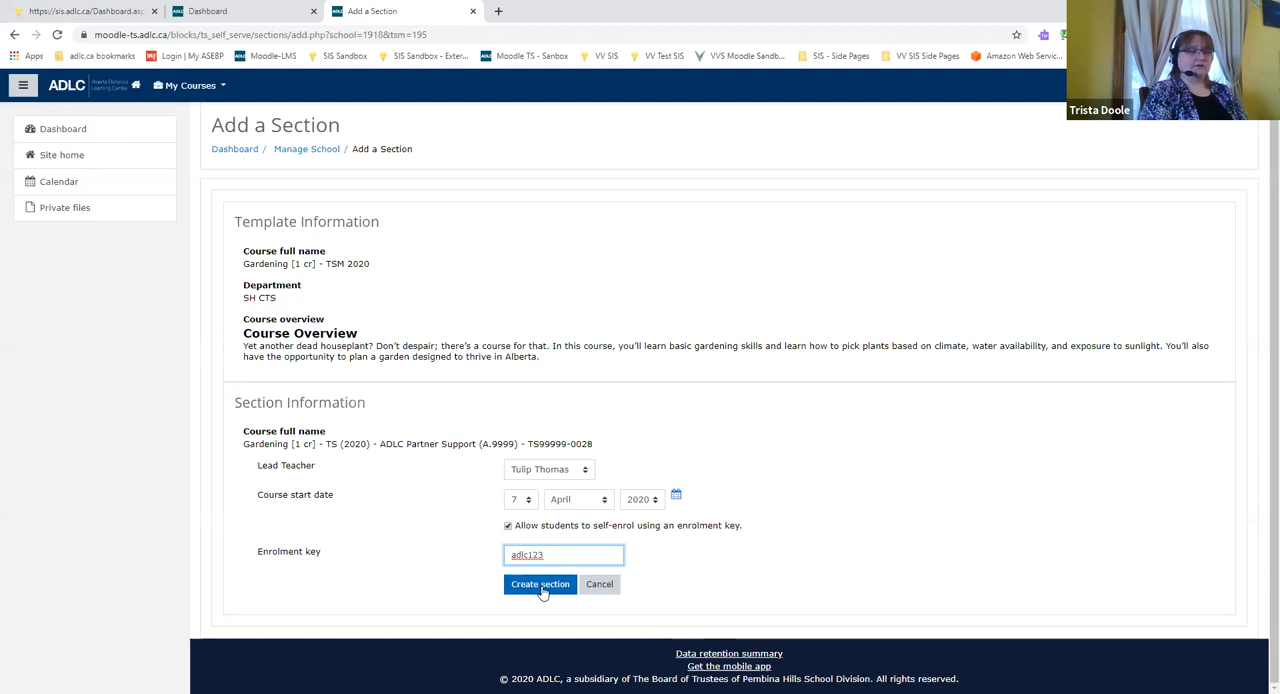 https://sis.adlc.ca/Dashboard.asp
Dashboard
Add a Section
moodle-ts.adlc.ca/blocks/ts_self_serve/sections/add.php?school=1918&tsm=195
Apps
adlc.ca bookmarks
Login | My ASEBP
Moodle-LMS
SIS Sandbox
SIS Sandbox - Exter...
Moodle TS - Sanbox
VV SIS
VV Test SIS
VVS Moodle Sandb...
SIS - Side Pages
VV SIS Side Pages
Amazon Web Servic...
Trista Doole
ADLC
Alberta Distance
Learning Centre
My Courses
Dashboard
Site home
Calendar
Private files
Add a Section
Dashboard / Manage School / Add a Section
Template Information
Course full name
Gardening [1 cr] - TSM 2020
Department
SH CTS
Course overview
Course Overview
Yet another dead houseplant? Don't despair; there's a course for that. In this course, you'll learn basic gardening skills and learn how to pick plants based on climate, water availability, and exposure to sunlight. You'll also
have the opportunity to plan a garden designed to thrive in Alberta.
Section Information
Course full name
Gardening [1 cr] - TS (2020) - ADLC Partner Support (A.9999) - TS99999-0028
Lead Teacher
Tulip Thomas
Course start date
7 April 2020
Allow students to self-enrol using an enrolment key.
Enrolment key
adlc123
Create section Cancel
Data retention summary
Get the mobile app
© 2020 ADLC, a subsidiary of The Board of Trustees of Pembina Hills School Division. All rights reserved.